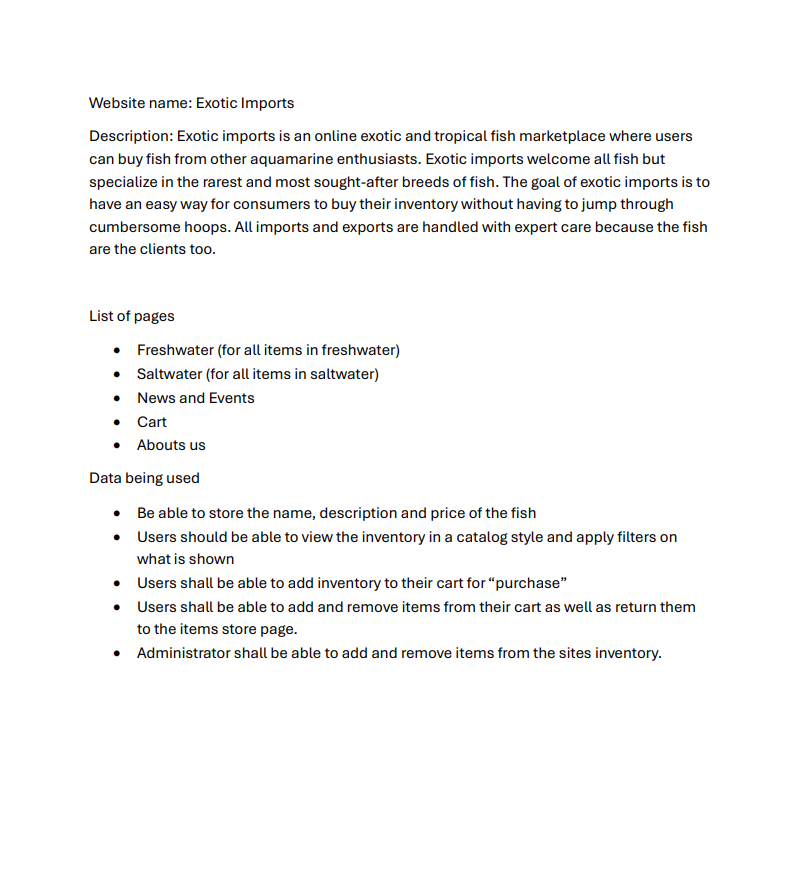 Website name: Exotic Imports
Description: Exotic imports is an online exotic and tropical fish marketplace where users
can buy fish from other aquamarine enthusiasts. Exotic imports welcome all fish but
specialize in the rarest and most sought-after breeds of fish. The goal of exotic imports is to
have an easy way for consumers to buy their inventory without having to jump through
cumbersome hoops. All imports and exports are handled with expert care because the fish
are the clients too.
List of pages
• Freshwater (for all items in freshwater)
• Saltwater (for all items in saltwater)
• News and Events
• Cart
• Abouts us
Data being used
• Be able to store the name, description and price of the fish
• Users should be able to view the inventory in a catalog style and apply filters on
what is shown
• Users shall be able to add inventory to their cart for “purchase”
• Users shall be able to add and remove items from their cart as well as return them
to the items store page.
• Administrator shall be able to add and remove items from the sites inventory.